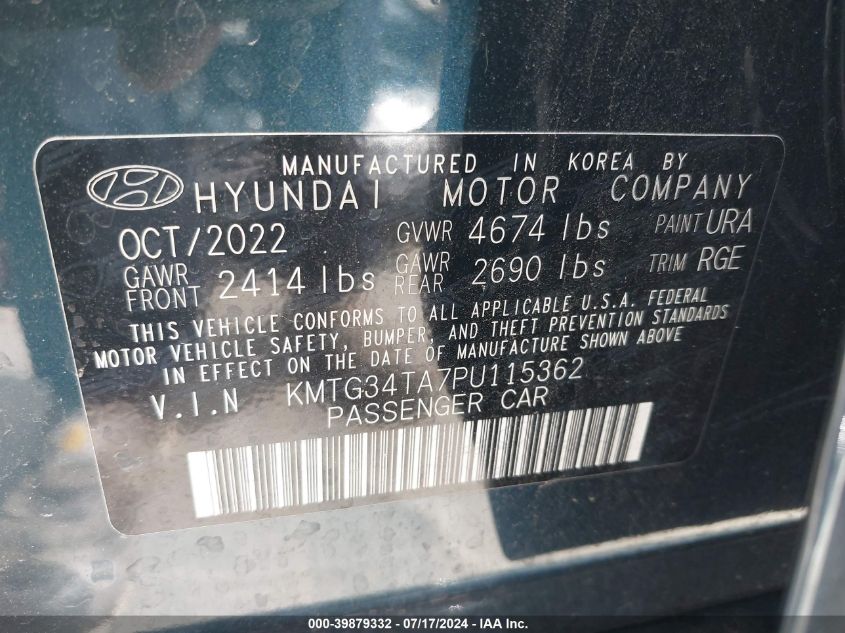 MANUFACTURED IN KOREA BY
HYUNDAI MOTOR COMPANY
OCT/2022 GVWR 4674 lbs PAINT URA
GAWR FRONT 2414 lbs GAWR REAR 2690 lbs TRIM RGE
THIS VEHICLE CONFORMS TO ALL APPLICABLE U.S.A. FEDERAL
MOTOR VEHICLE SAFETY, BUMPER, AND THEFT PREVENTION STANDARDS
IN EFFECT ON THE DATE OF MANUFACTURE SHOWN ABOVE
V.I.N KMTG34TA7PU115362
PASSENGER CAR
000-39879332 - 07/17/2024 - IAA Inc.